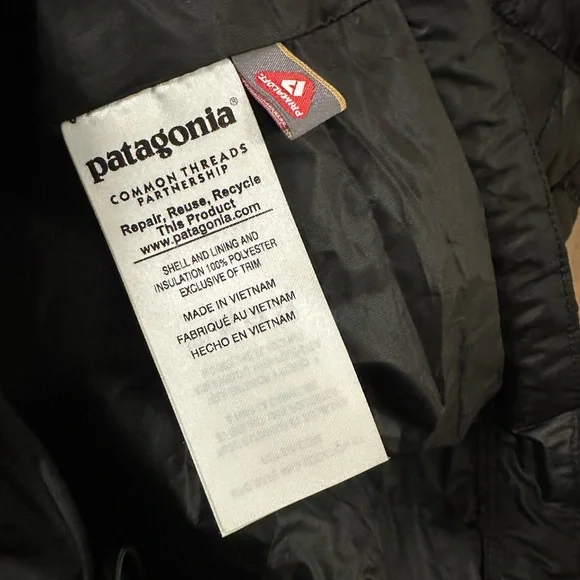 patagonia®
COMMON THREADS
PARTNERSHIP
Repair, Reuse, Recycle
This Product
www.patagonia.com
SHELL AND LINING AND
INSULATION 100% POLYESTER
EXCLUSIVE OF TRIM
MADE IN VIETNAM
FABRIQUÉ AU VIETNAM
HECHO EN VIETNAM
PRIMALOFT